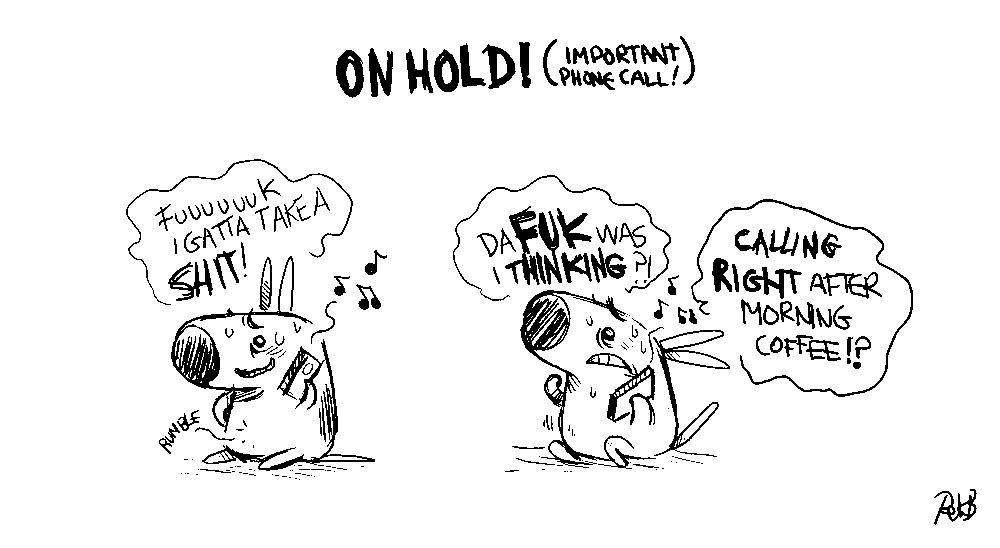 ON HOLD! (IMPORTANT
PHONE CALL!)
FUUUUUUK
I GATTA TAKE A
SHIT!
RUMBLE
DA FUK WAS
I THINKING?!
CALLING
RIGHT AFTER
MORNING
COFFEE!?